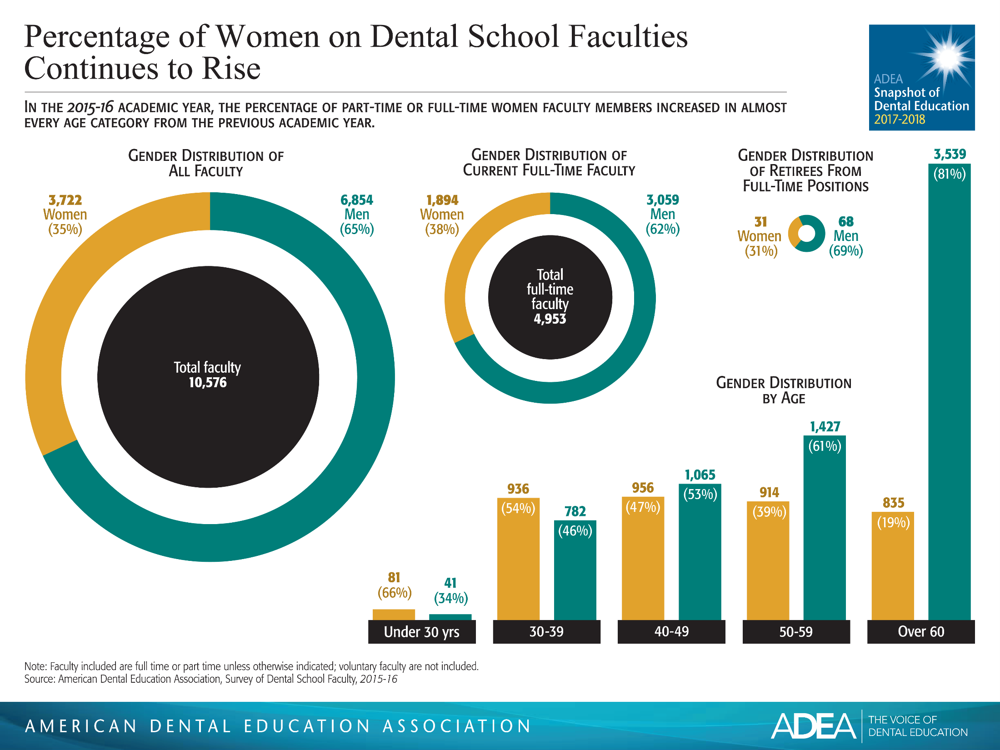 Percentage of Women on Dental School Faculties
Continues to Rise
ADEA
Snapshot of
Dental Education
2017-2018
IN THE 2015-16 ACADEMIC YEAR, THE PERCENTAGE OF PART-TIME OR FULL-TIME WOMEN FACULTY MEMBERS INCREASED IN ALMOST
EVERY AGE CATEGORY FROM THE PREVIOUS ACADEMIC YEAR.
GENDER DISTRIBUTION OF
ALL FACULTY
3,722
Women
(35%)
6,854
Men
(65%)
Total faculty
10,576
GENDER DISTRIBUTION OF
CURRENT FULL-TIME FACULTY
1,894
Women
(38%)
3,059
Men
(62%)
Total
full-time
faculty
4,953
GENDER DISTRIBUTION
OF RETIREES FROM
FULL-TIME POSITIONS
31
Women
(31%)
68
Men
(69%)
GENDER DISTRIBUTION
BY AGE
81
(66%)
41
(34%)
Under 30 yrs
936
(54%)
782
(46%)
30-39
956
(47%)
1,065
(53%)
40-49
914
(39%)
1,427
(61%)
50-59
835
(19%)
3,539
(81%)
Over 60
Note: Faculty included are full time or part time unless otherwise indicated; voluntary faculty are not included.
Source: American Dental Education Association, Survey of Dental School Faculty, 2015-16
AMERICAN DENTAL EDUCATION ASSOCIATION
ADEA
THE VOICE OF
DENTAL EDUCATION